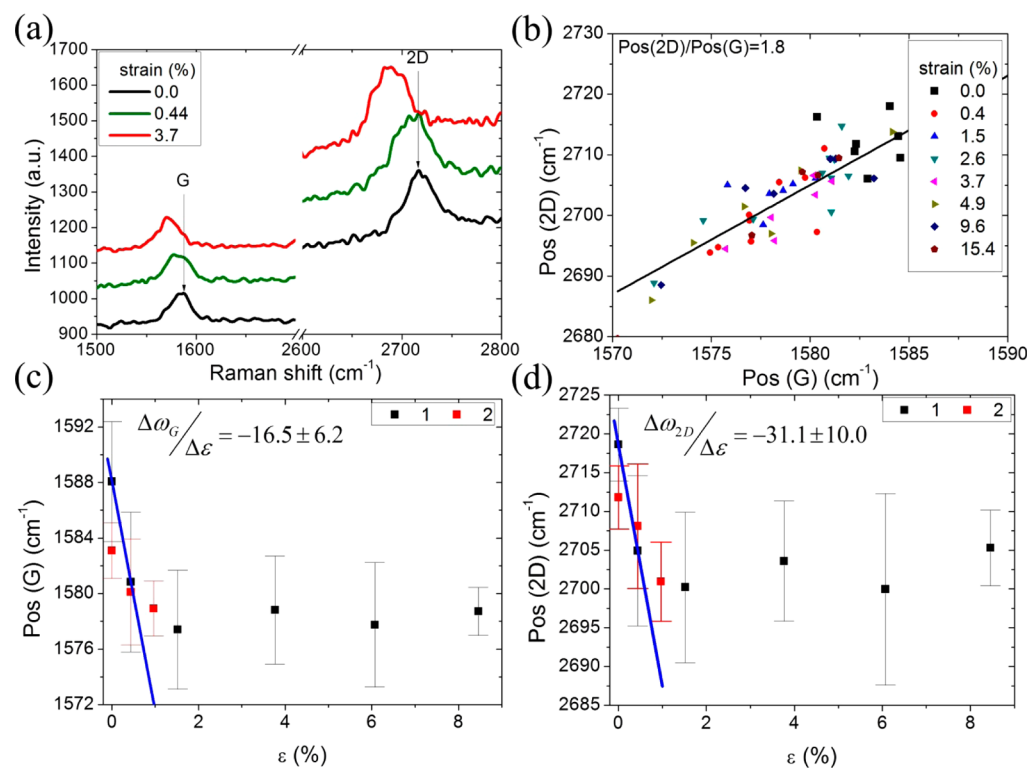 (a)
1700
1600
1500
1400
1300
1200
1100
1000
900
Intensity (a.u.)
strain (%)
0.0
0.44
3.7
G
2D
1500
1600
2600
2700
2800
Raman shift (cm⁻¹)
(b)
2730
2720
2710
2700
2690
2680
Pos (2D) (cm⁻¹)
Pos(2D)/Pos(G)=1.8
strain (%)
0.0
0.4
1.5
2.6
3.7
4.9
9.6
15.4
1570
1575
1580
1585
1590
Pos (G) (cm⁻¹)
(c)
1592
1588
1584
1580
1576
1572
Pos (G) (cm⁻¹)
Δω_G/Δε = −16.5 ± 6.2
1 2
0 2 4 6 8
ε (%)
(d)
2725
2720
2715
2710
2705
2700
2695
2690
2685
Pos (2D) (cm⁻¹)
Δω_2D/Δε = −31.1 ± 10.0
1 2
0 2 4 6 8
ε (%)